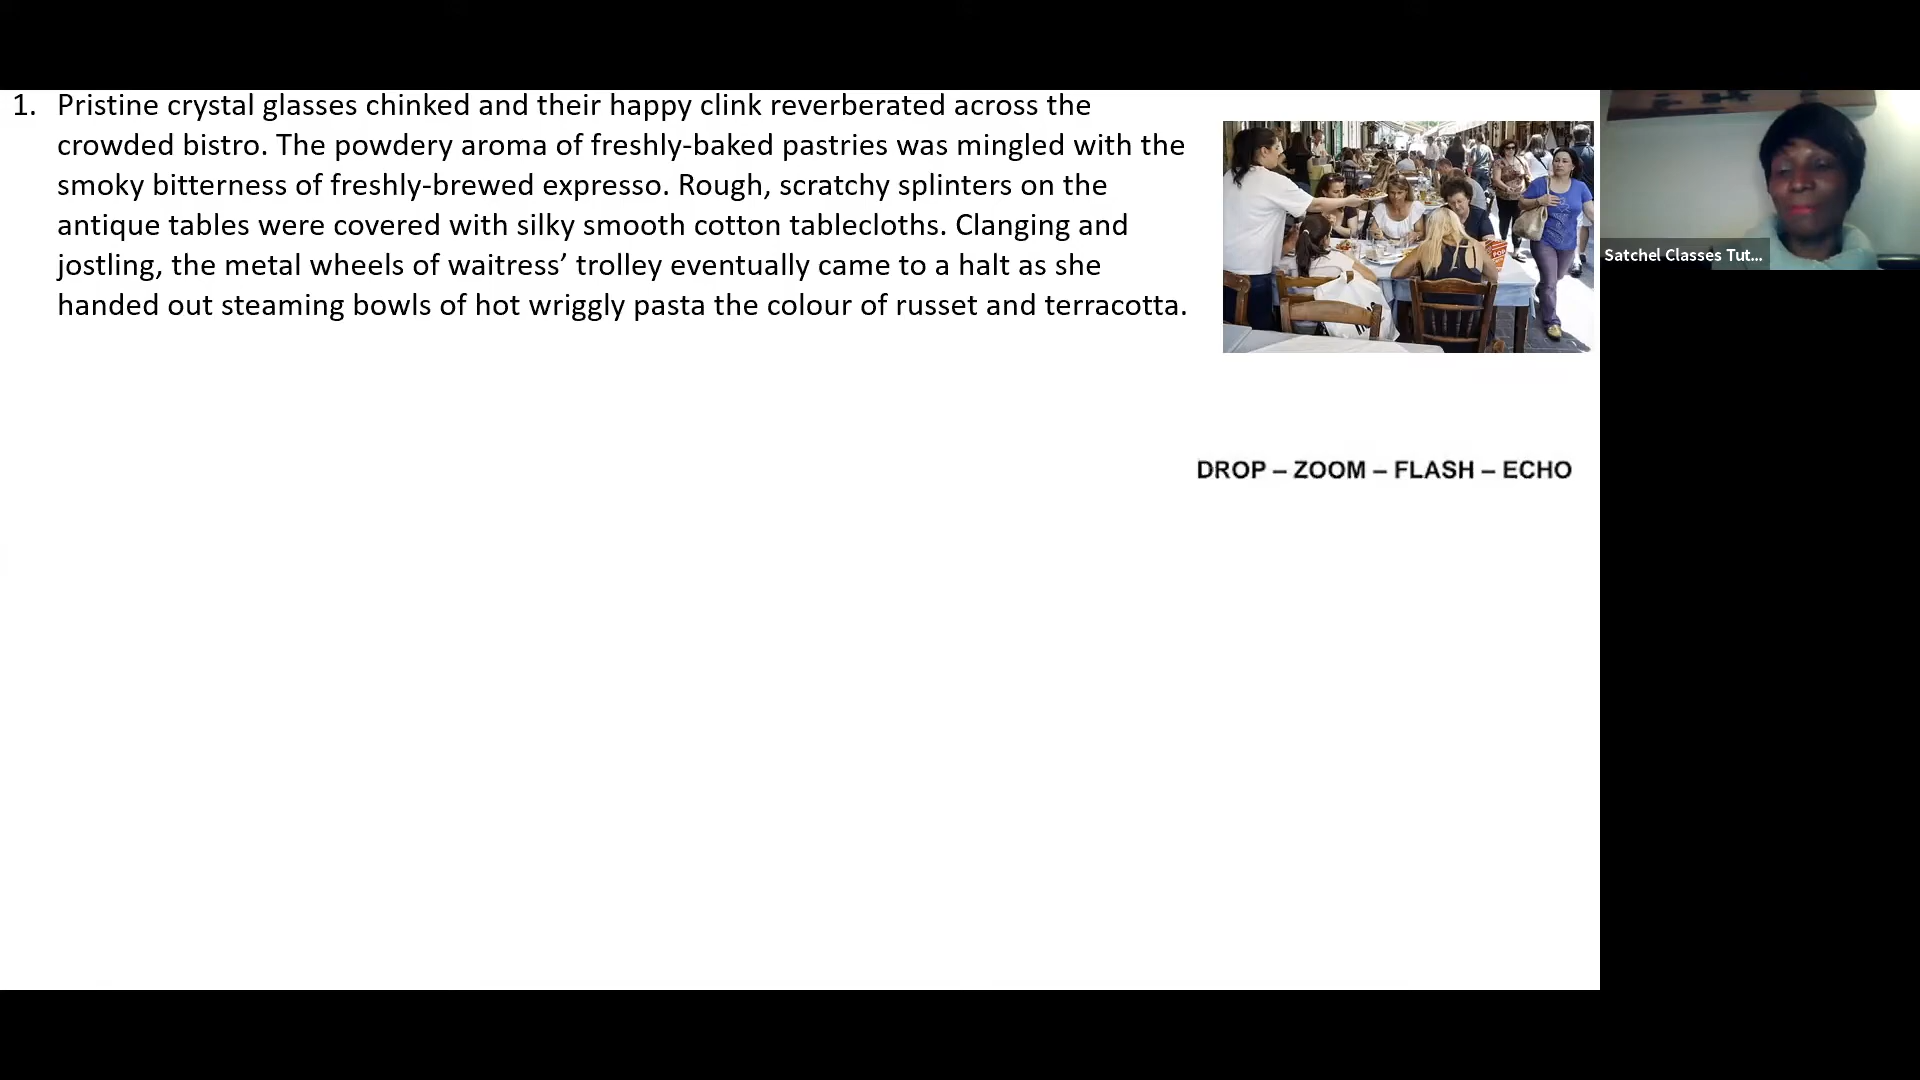 1. Pristine crystal glasses chinked and their happy clink reverberated across the
crowded bistro. The powdery aroma of freshly-baked pastries was mingled with the
smoky bitterness of freshly-brewed expresso. Rough, scratchy splinters on the
antique tables were covered with silky smooth cotton tablecloths. Clanging and
jostling, the metal wheels of waitress’ trolley eventually came to a halt as she
handed out steaming bowls of hot wriggly pasta the colour of russet and terracotta.
Satchel Classes Tut...
DROP – ZOOM – FLASH – ECHO